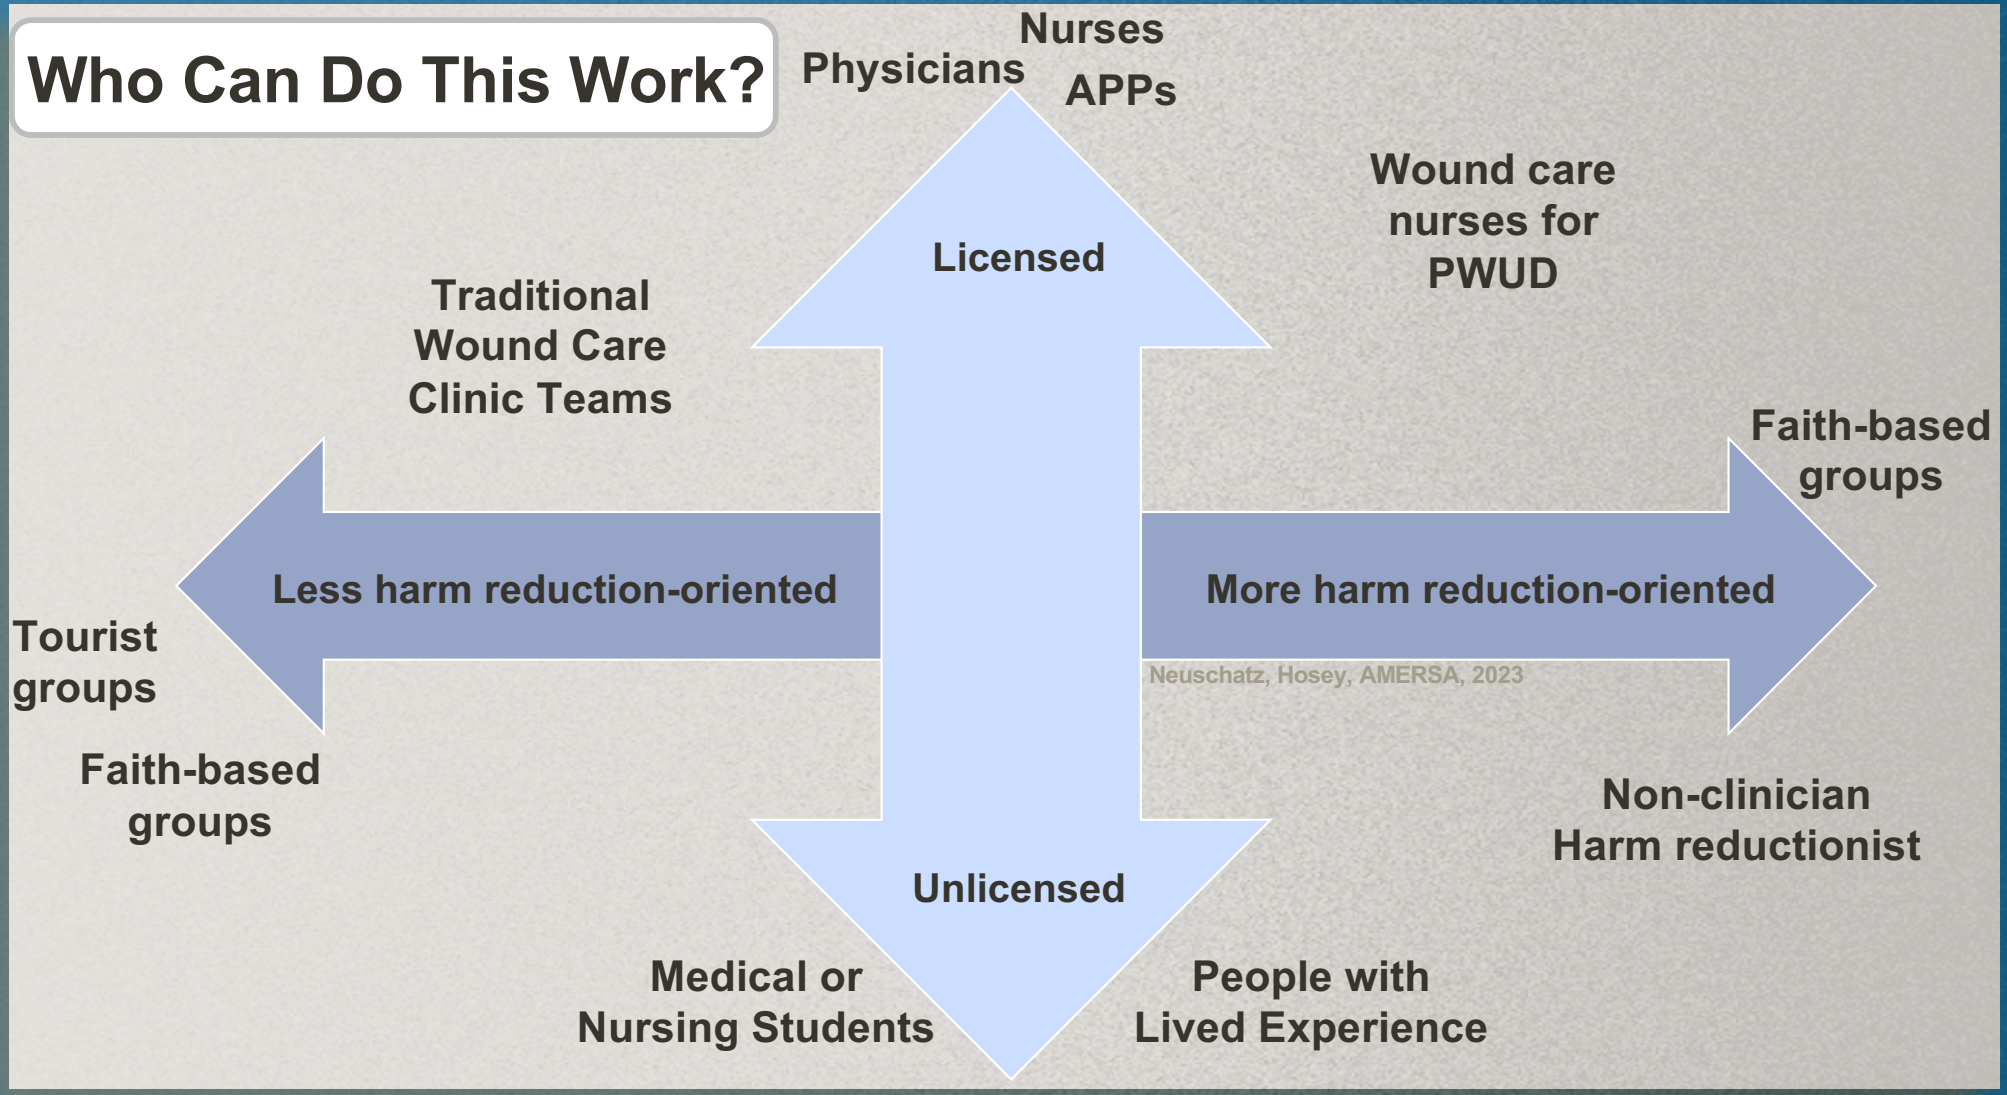 Who Can Do This Work?
Nurses
Physicians
APPs
Licensed
Wound care
nurses for
PWUD
Traditional
Wound Care
Clinic Teams
Faith-based
groups
Less harm reduction-oriented
More harm reduction-oriented
Tourist
groups
Neuschatz, Hosey, AMERSA, 2023
Faith-based
groups
Non-clinician
Harm reductionist
Unlicensed
Medical or
Nursing Students
People with
Lived Experience